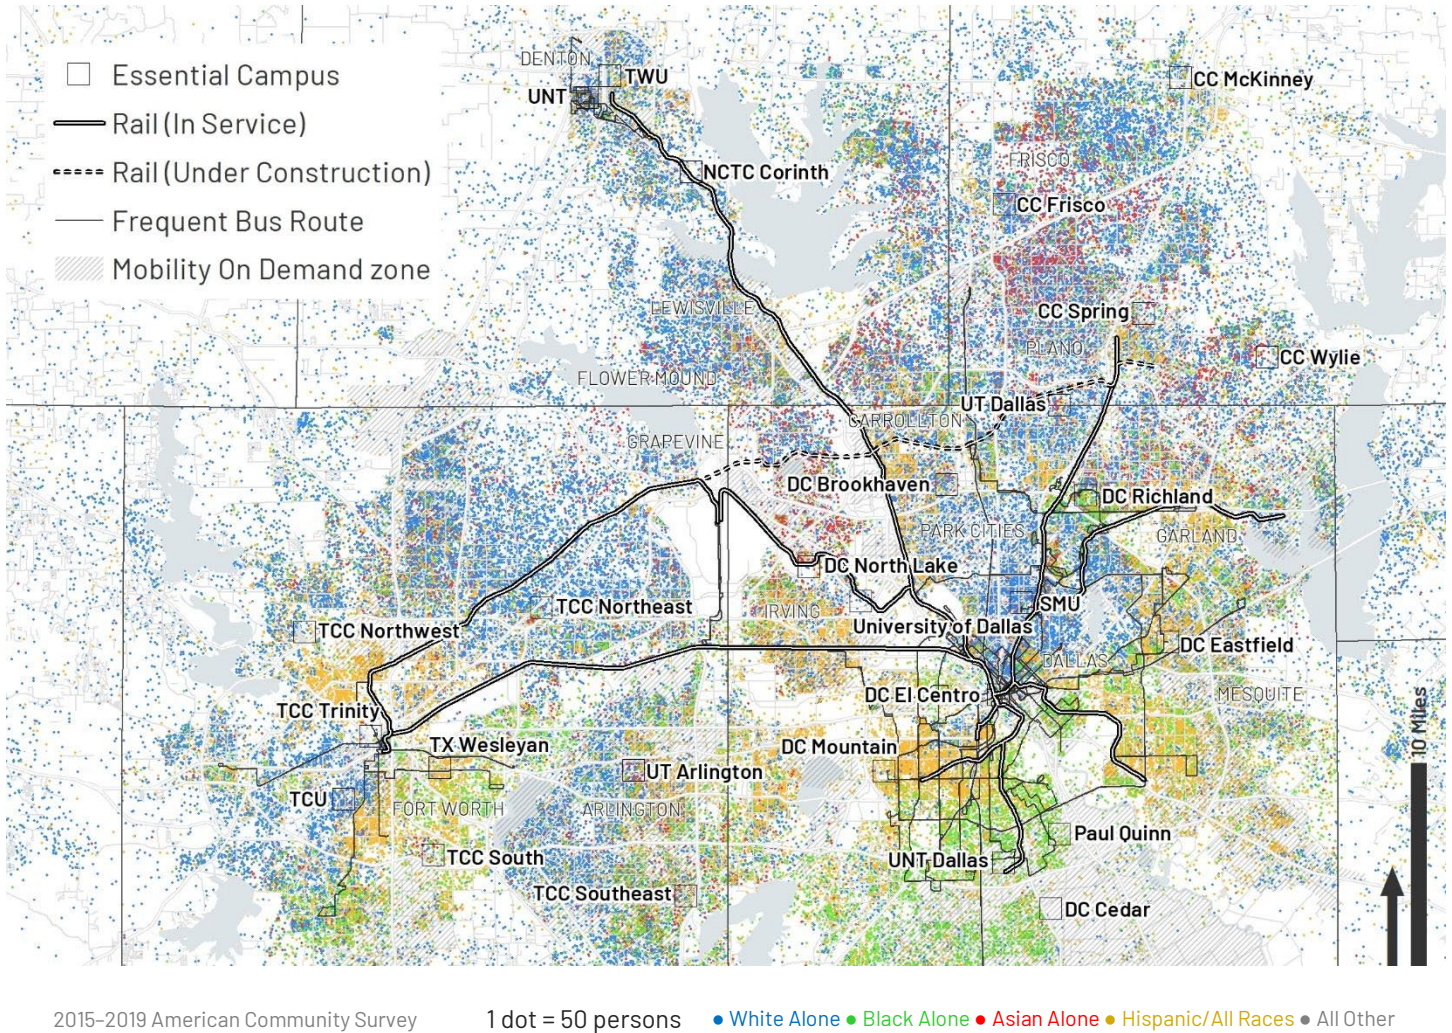 Essential Campus
Rail (In Service)
Rail (Under Construction)
Frequent Bus Route
Mobility On Demand zone
DENTON
TWU
UNT
CC McKinney
FRISCO
NCTC Corinth
CC Frisco
LEWISVILLE
CC Spring
PLANO
CC Wylie
FLOWER MOUND
UT Dallas
CARROLLTON
GRAPEVINE
DC Brookhaven
DC Richland
PARK CITIES
GARLAND
DC North Lake
TCC Northeast
IRVING
SMU
TCC Northwest
University of Dallas
DC Eastfield
DALLAS
DC El Centro
MESQUITE
TCC Trinity
TX Wesleyan
DC Mountain
UT Arlington
TCU
FORT WORTH
ARLINGTON
Paul Quinn
TCC South
UNT Dallas
TCC Southeast
DC Cedar
10 Miles
2015–2019 American Community Survey
1 dot = 50 persons
White Alone
Black Alone
Asian Alone
Hispanic/All Races
All Other